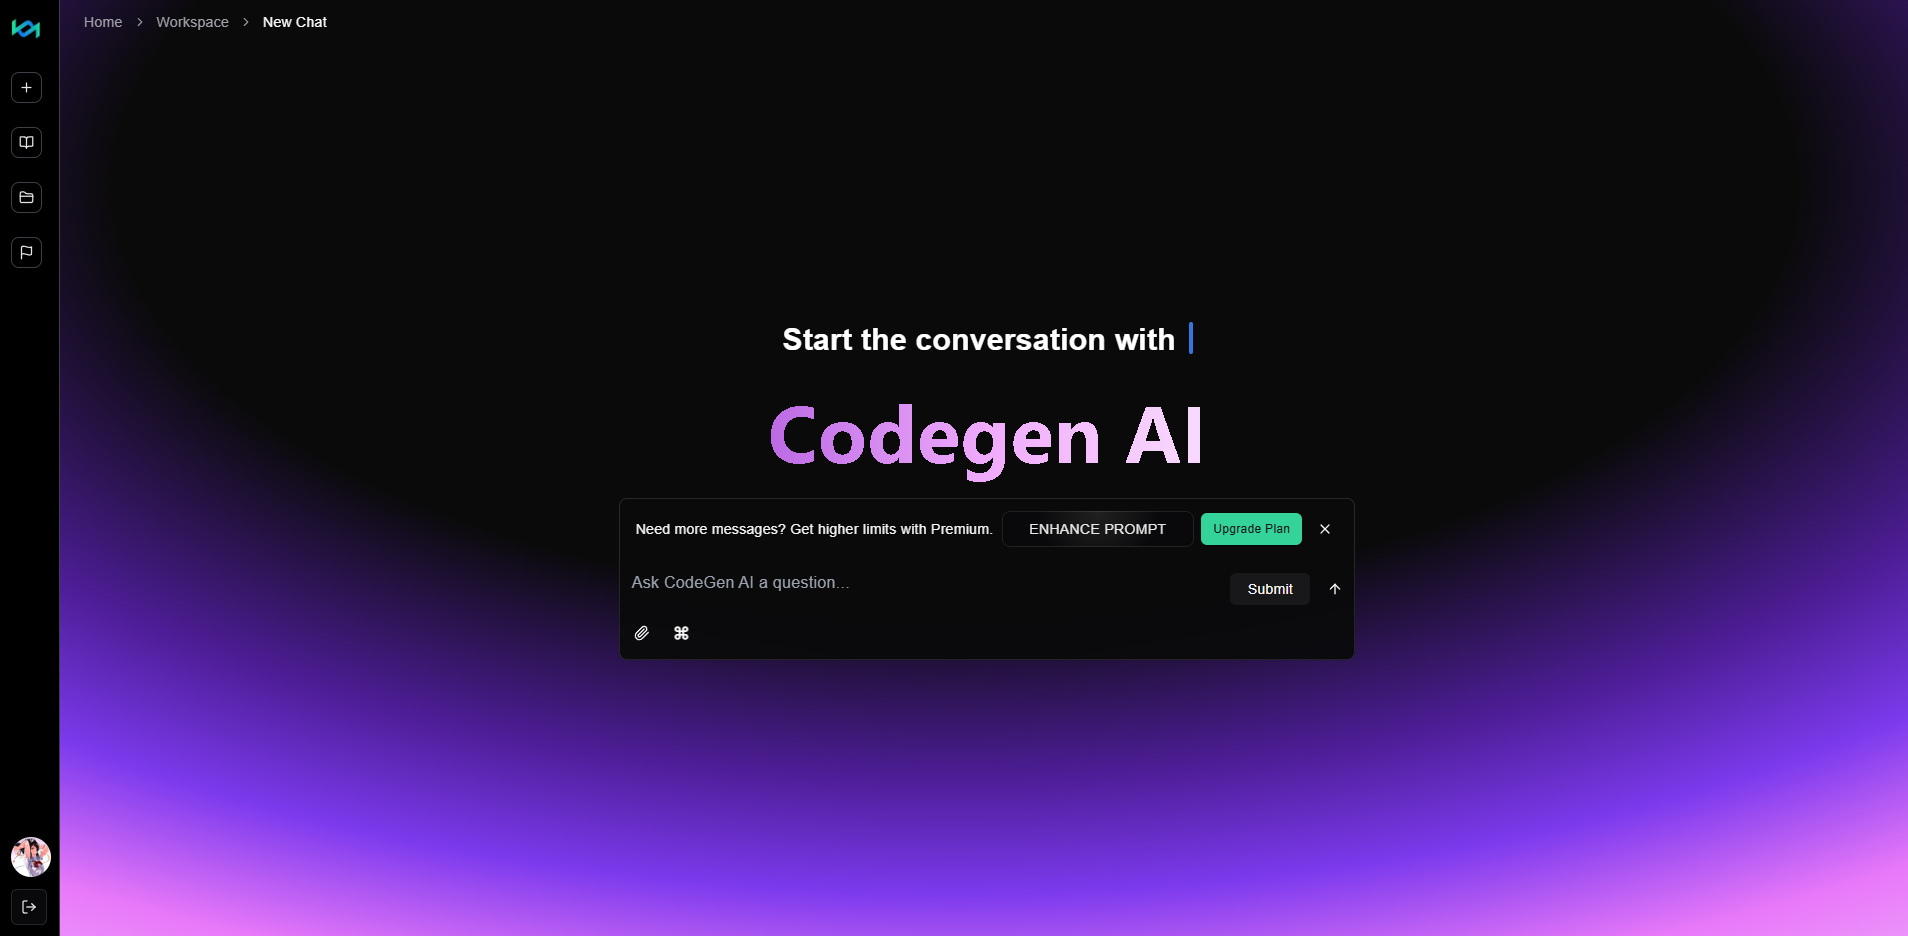 Home > Workspace > New Chat
Start the conversation with
Codegen AI
Need more messages? Get higher limits with Premium. ENHANCE PROMPT Upgrade Plan
Ask CodeGen AI a question...
Submit